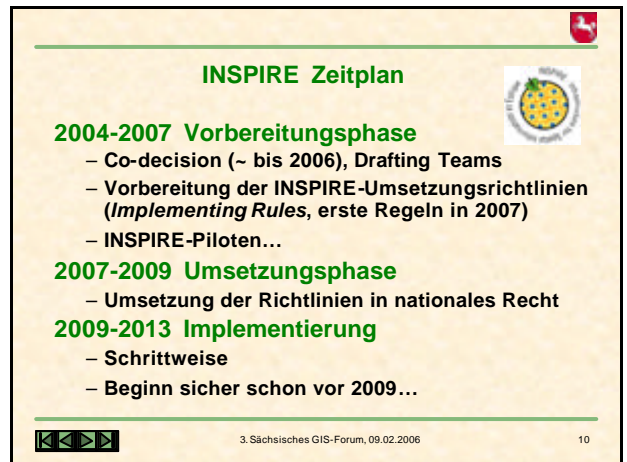 INSPIRE Zeitplan
INSPIRE
2004-2007 Vorbereitungsphase
– Co-decision (~ bis 2006), Drafting Teams
– Vorbereitung der INSPIRE-Umsetzungsrichtlinien
(Implementing Rules, erste Regeln in 2007)
– INSPIRE-Piloten…
2007-2009 Umsetzungsphase
– Umsetzung der Richtlinien in nationales Recht
2009-2013 Implementierung
– Schrittweise
– Beginn sicher schon vor 2009…
3. Sächsisches GIS-Forum, 09.02.2006 10